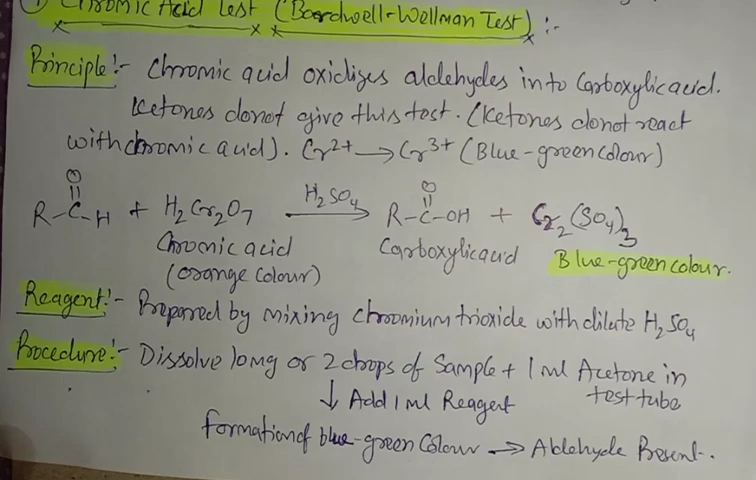 ① Chromic Acid Test (Bordwell-Wellman Test) :-
Principle:- Chromic acid oxidizes aldehydes into Carboxylic acid.
Ketones donot give this test. (Ketones donot react
with chromic acid). Cr2+ → Cr3+ (Blue-green colour)
O O
R-C-H + H2Cr2O7 H2SO4→ R-C-OH + Cr2(SO4)3
Chromic acid Carboxylic acid Blue-green colour.
(orange colour)
Reagent:- Prepared by mixing chromium trioxide with dilute H2SO4
Procedure:- Dissolve 10mg or 2 drops of Sample + 1 ml Acetone in
test tube
↓ Add 1 ml Reagent
formation of blue-green Colour → Aldehyde Present.